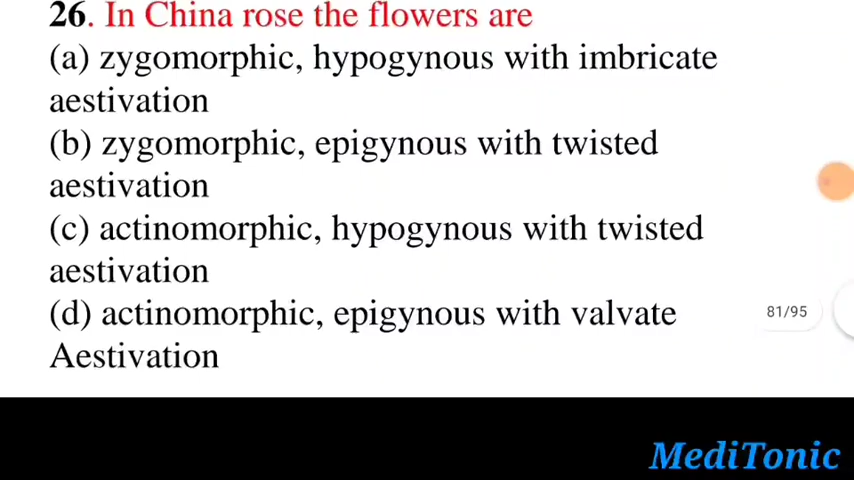 26. In China rose the flowers are
(a) zygomorphic, hypogynous with imbricate
aestivation
(b) zygomorphic, epigynous with twisted
aestivation
(c) actinomorphic, hypogynous with twisted
aestivation
(d) actinomorphic, epigynous with valvate
Aestivation
81/95
MediTonic